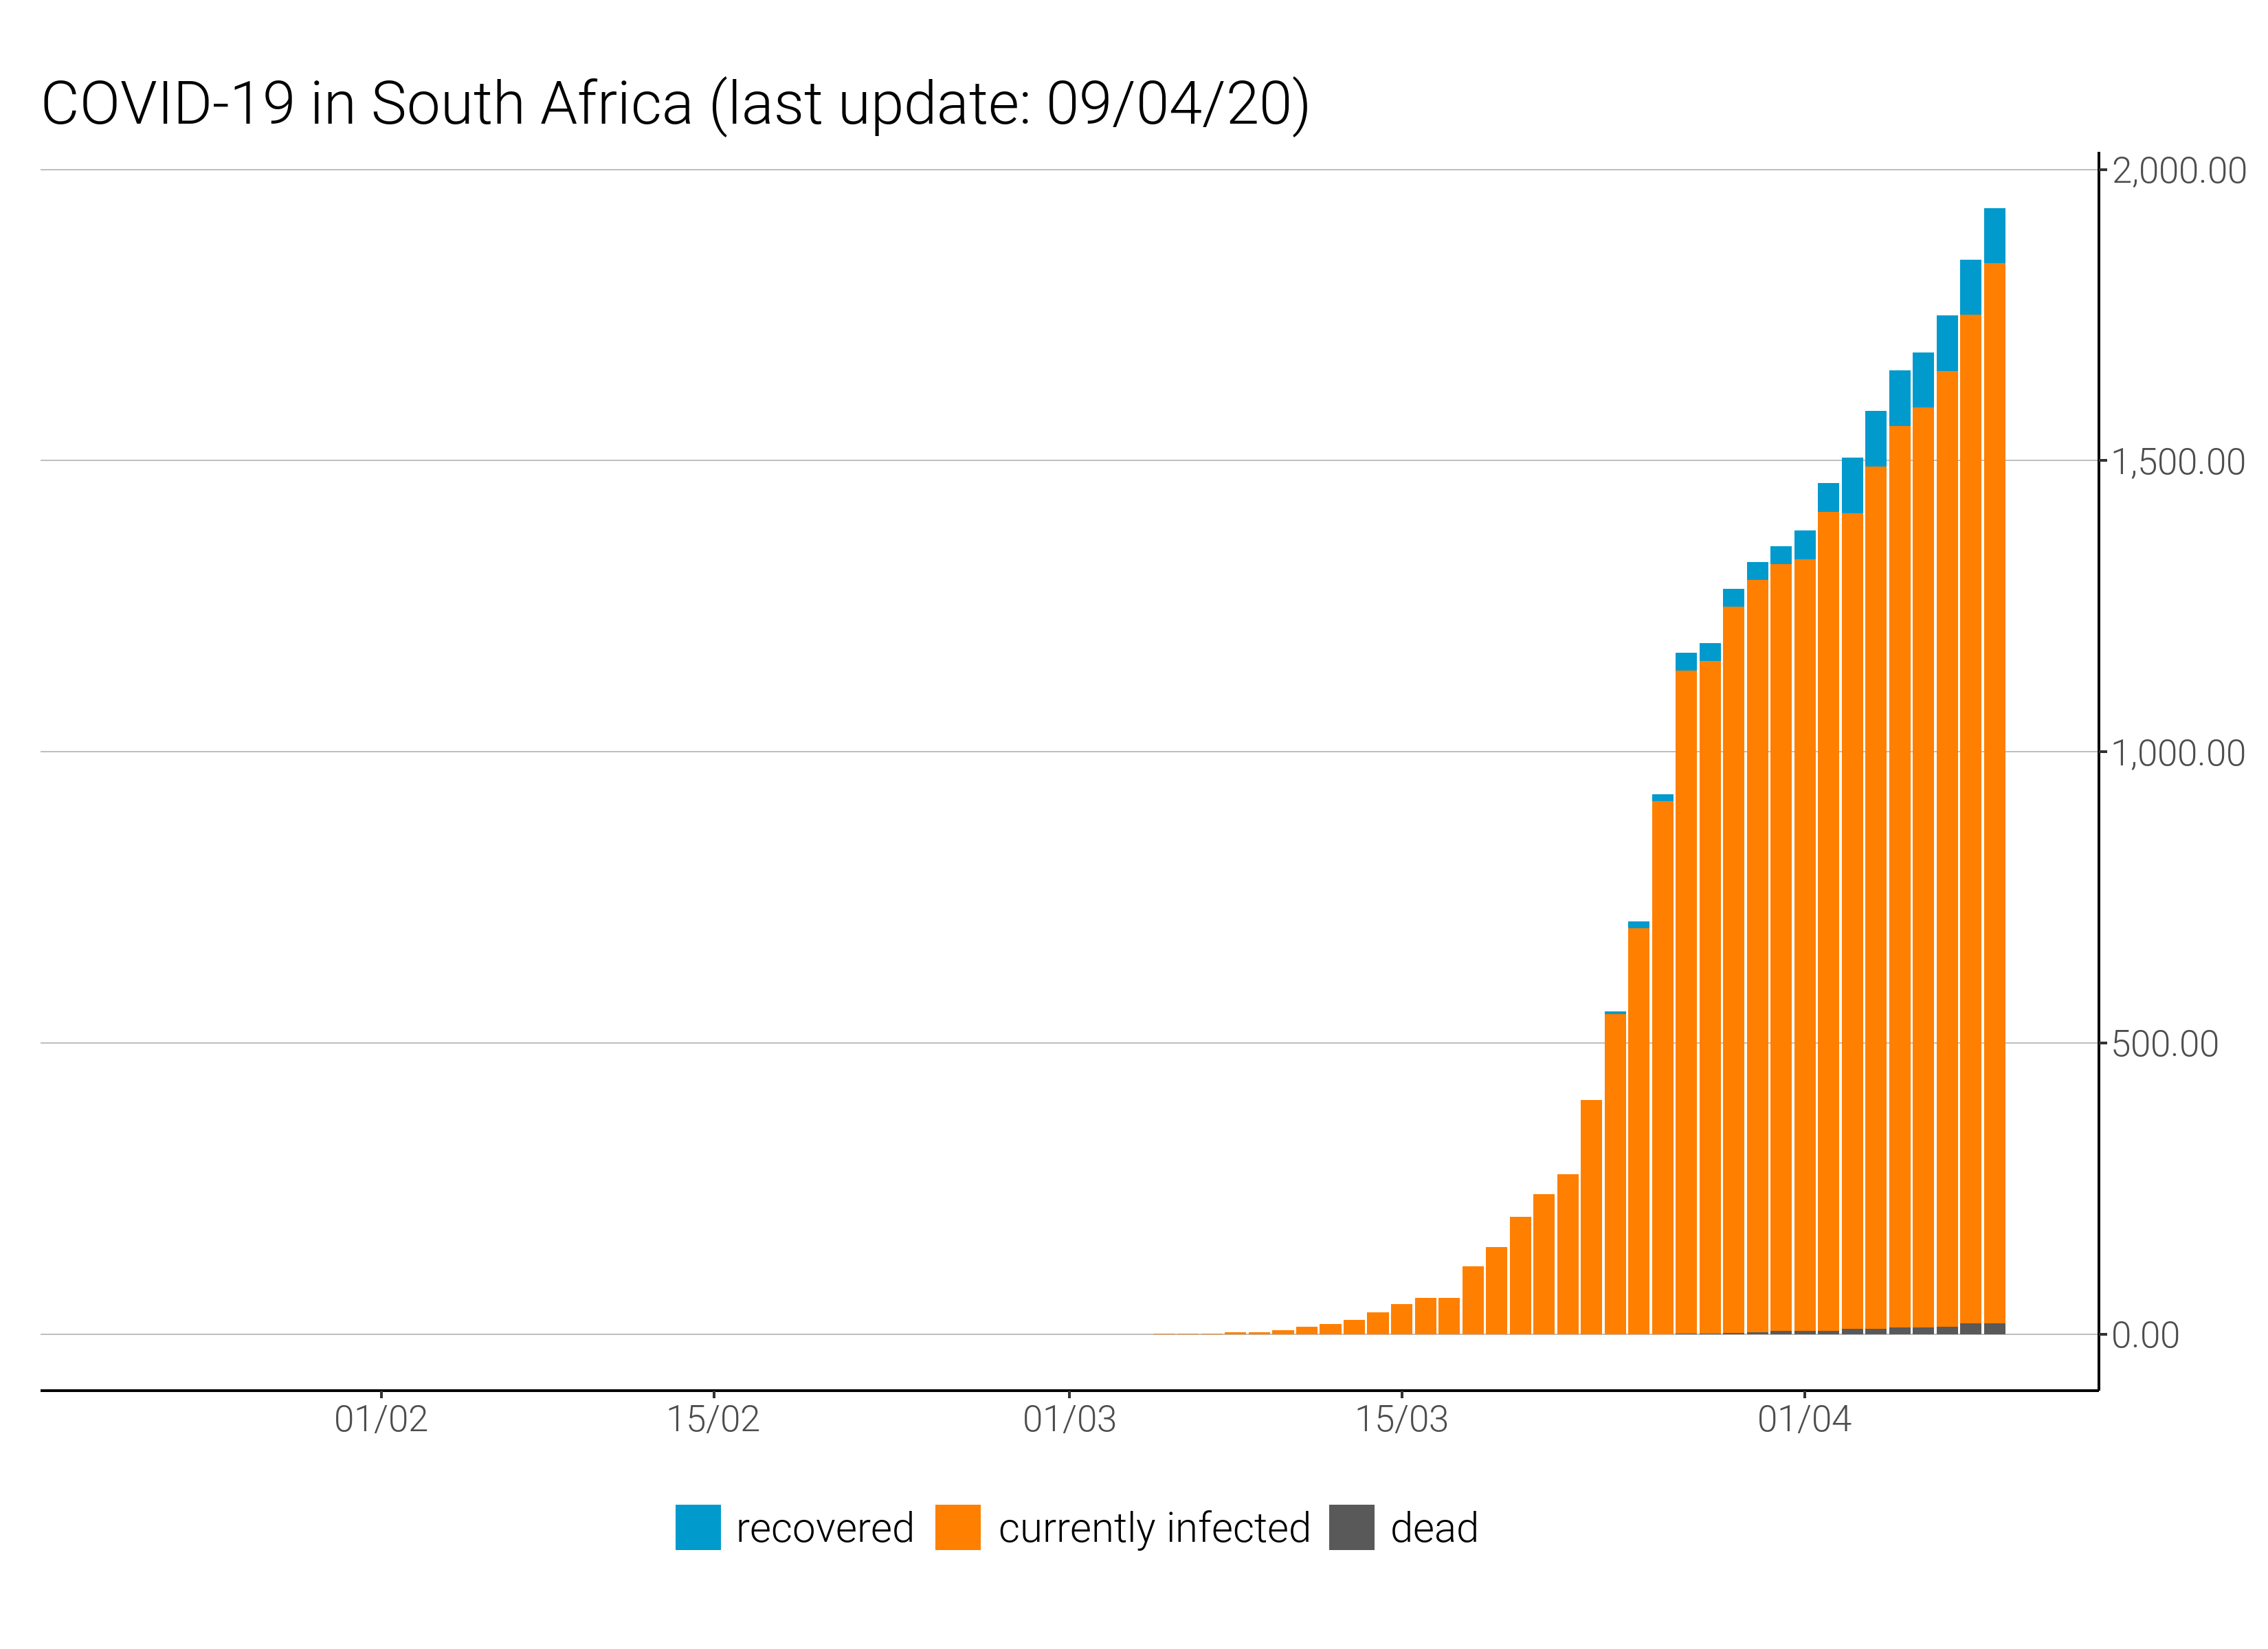 COVID-19 in South Africa (last update: 09/04/20)
2,000.00
1,500.00
1,000.00
500.00
0.00
01/02 15/02 01/03 15/03 01/04
recovered currently infected dead